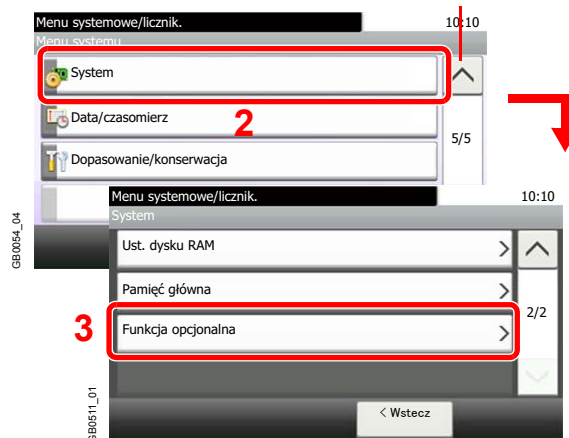 Menu systemowe/licznik.
10:10
Menu systemu
System
Data/czasomierz
2
5/5
Dopasowanie/konserwacja
GB0054_04
Menu systemowe/licznik.
10:10
System
Ust. dysku RAM
Pamięć główna
2/2
3
Funkcja opcjonalna
GB0511_01
< Wstecz